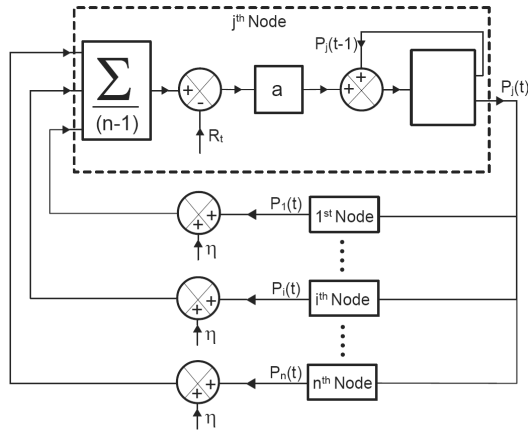 jth Node
Pj(t-1)
Σ
(n-1)
+
-
a
+
+
Pj(t)
Rt
P1(t)
1st Node
+
+
η
Pi(t)
ith Node
+
+
η
Pn(t)
nth Node
+
+
η